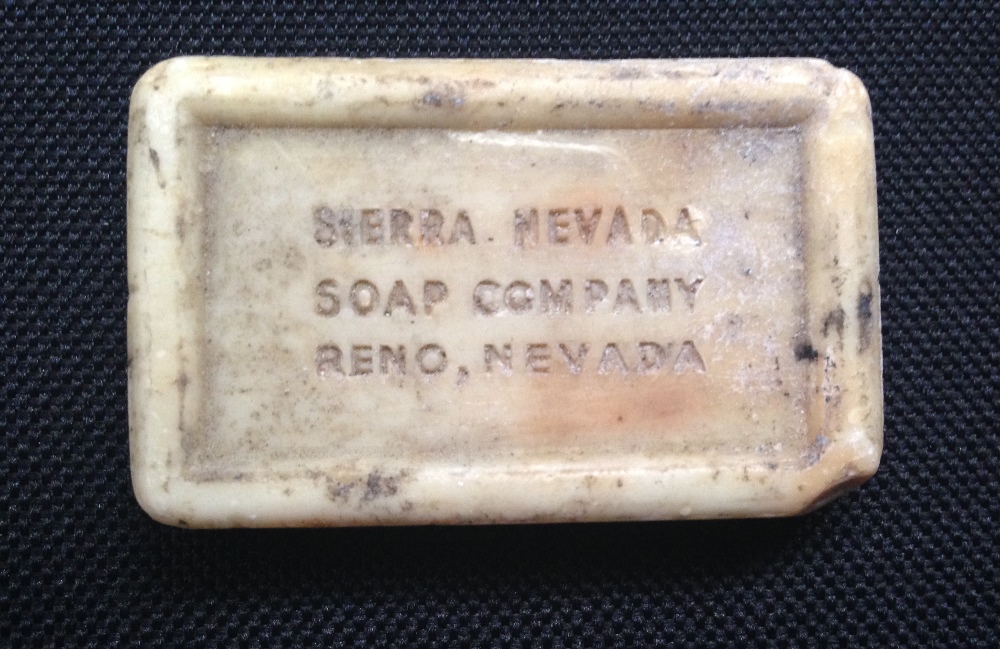 SIERRA NEVADA
SOAP COMPANY
RENO, NEVADA